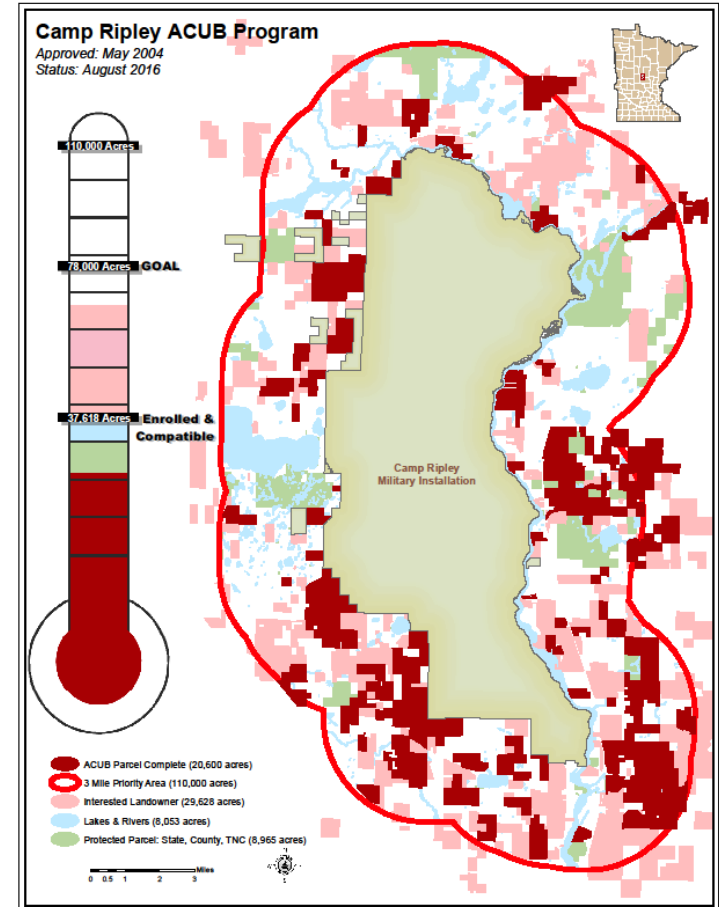 Camp Ripley ACUB Program
Approved: May 2004
Status: August 2016
110,000 Acres
78,000 Acres GOAL
37,618 Acres Enrolled &
Compatible
Camp Ripley
Military Installation
ACUB Parcel Complete (20,600 acres)
3 Mile Priority Area (110,000 acres)
Interested Landowner (29,628 acres)
Lakes & Rivers (8,053 acres)
Protected Parcel: State, County, TNC (8,965 acres)
Miles
0 0.5 1 2 3